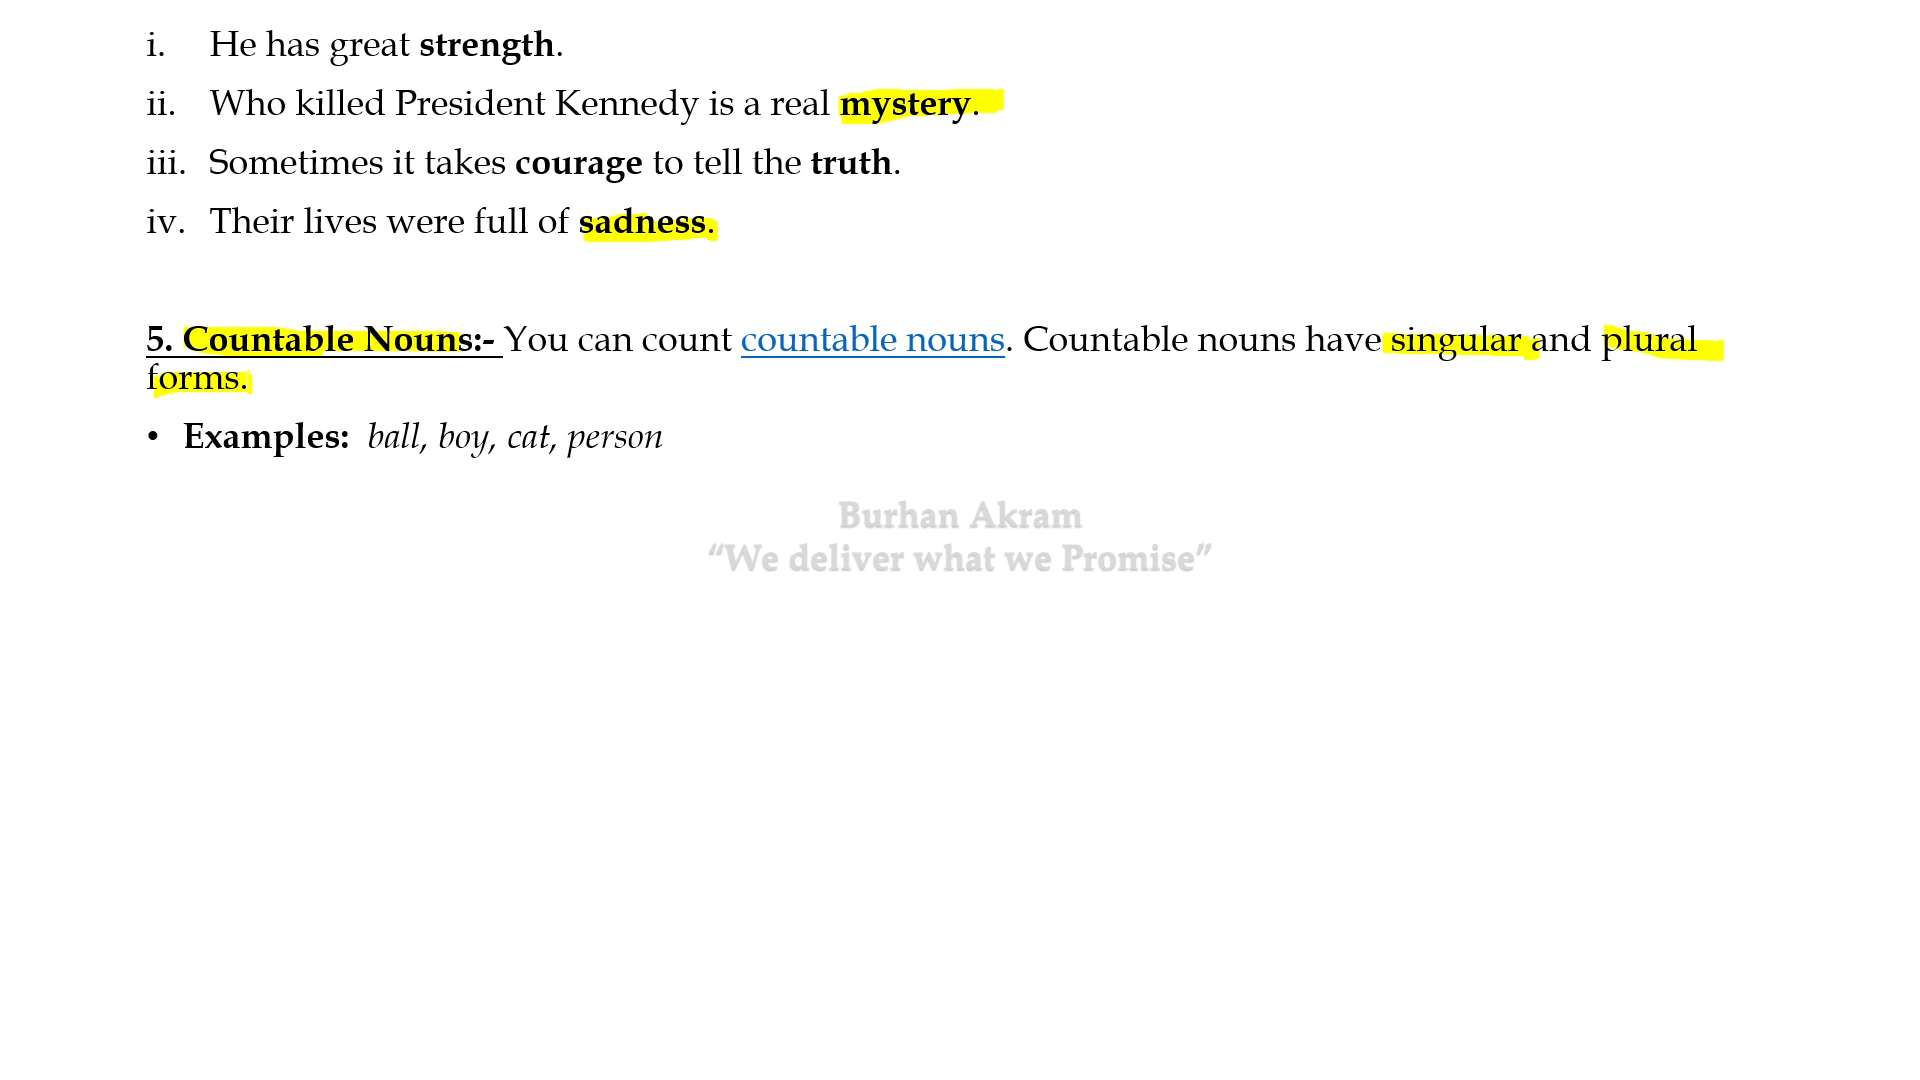 i. He has great strength.
ii. Who killed President Kennedy is a real mystery.
iii. Sometimes it takes courage to tell the truth.
iv. Their lives were full of sadness.
5. Countable Nouns:- You can count countable nouns. Countable nouns have singular and plural
forms.
• Examples: ball, boy, cat, person
Burhan Akram
“We deliver what we Promise”